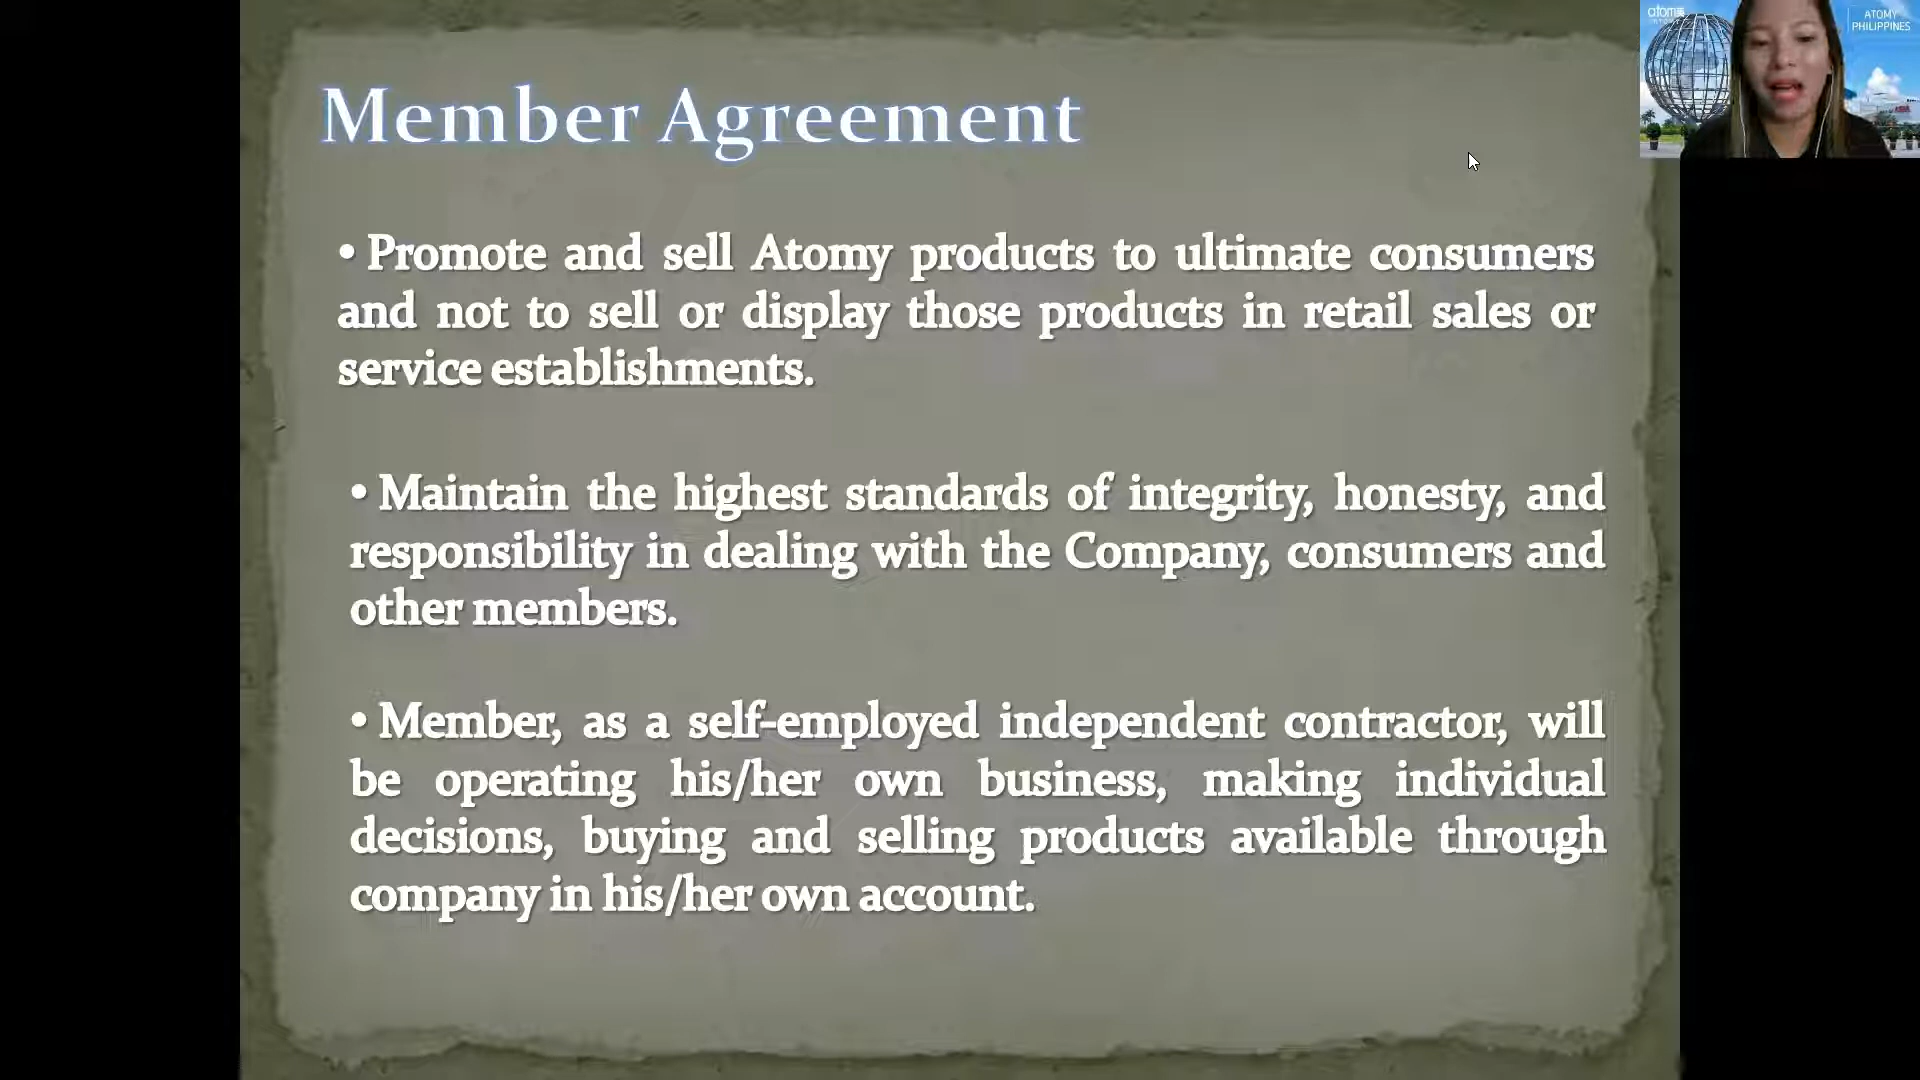 Member Agreement
• Promote and sell Atomy products to ultimate consumers
and not to sell or display those products in retail sales or
service establishments.
• Maintain the highest standards of integrity, honesty, and
responsibility in dealing with the Company, consumers and
other members.
• Member, as a self-employed independent contractor, will
be operating his/her own business, making individual
decisions, buying and selling products available through
company in his/her own account.
ATOMY
PHILIPPINES